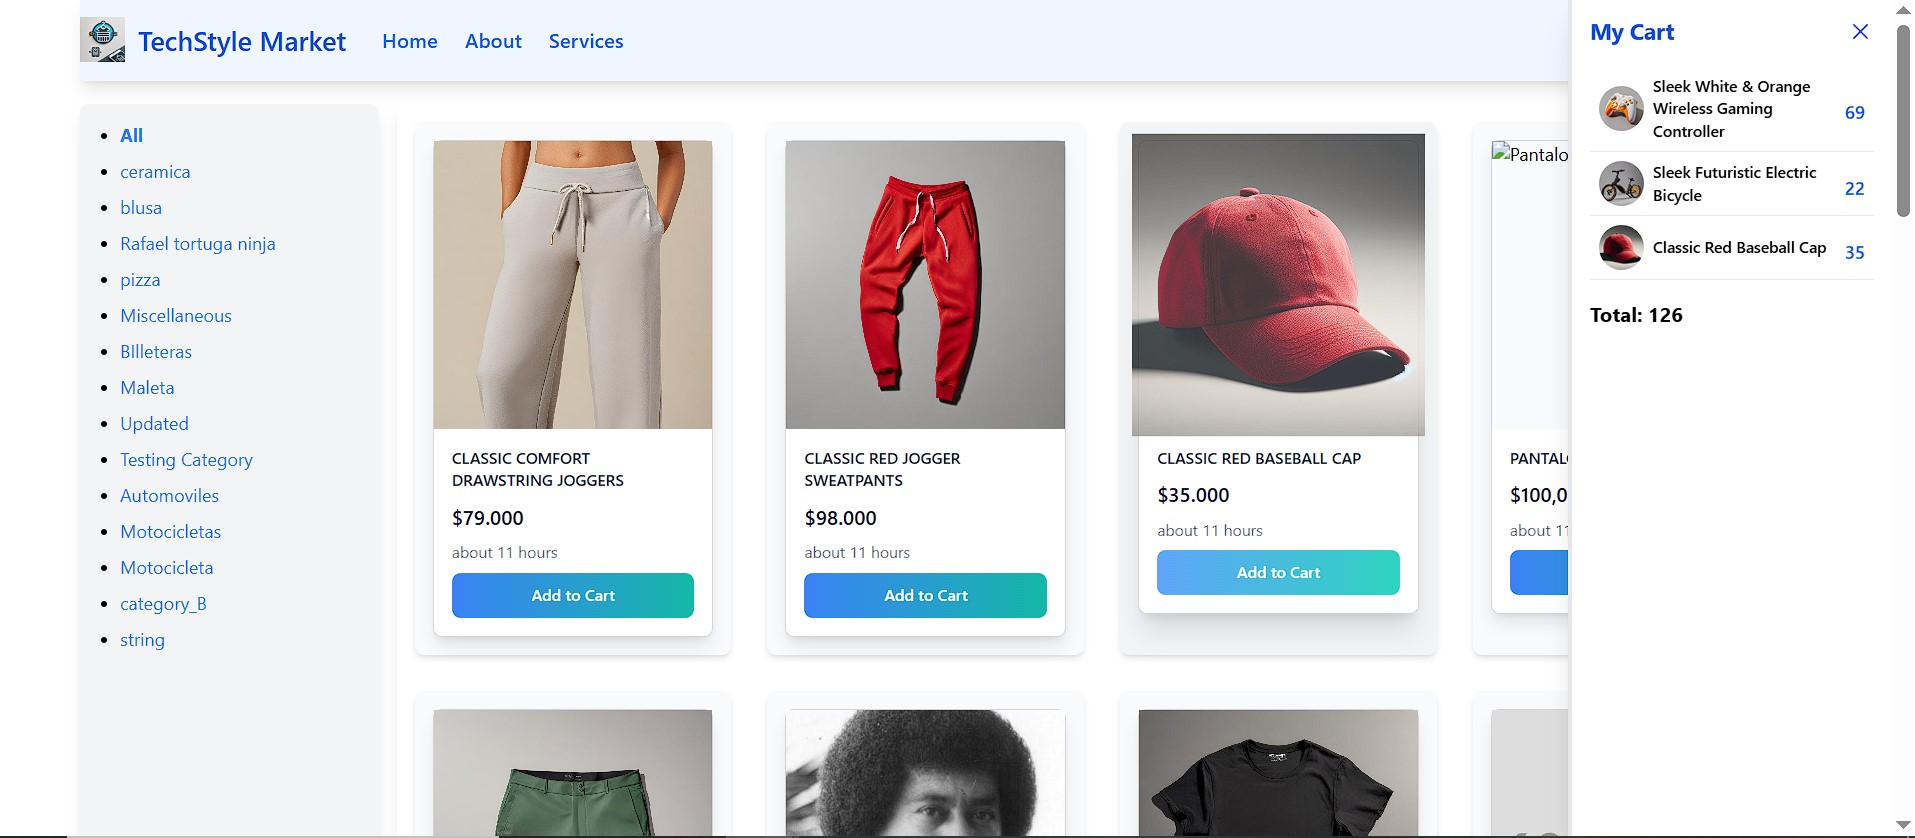 TechStyle Market
Home
About
Services
All
ceramica
blusa
Rafael tortuga ninja
pizza
Miscellaneous
BIlleteras
Maleta
Updated
Testing Category
Automoviles
Motocicletas
Motocicleta
category_B
string
CLASSIC COMFORT
DRAWSTRING JOGGERS
$79.000
about 11 hours
Add to Cart
CLASSIC RED JOGGER
SWEATPANTS
$98.000
about 11 hours
Add to Cart
CLASSIC RED BASEBALL CAP
$35.000
about 11 hours
Add to Cart
Pantalo
PANTAL
$100,0
about 11
My Cart
Sleek White & Orange
Wireless Gaming
Controller
69
Sleek Futuristic Electric
Bicycle
22
Classic Red Baseball Cap
35
Total: 126